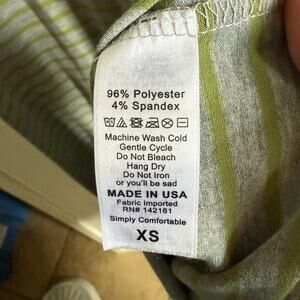 96% Polyester
4% Spandex
Machine Wash Cold
Gentle Cycle
Do Not Bleach
Hang Dry
Do Not Iron
or you'll be sad
MADE IN USA
Fabric Imported
RN# 142161
Simply Comfortable
XS